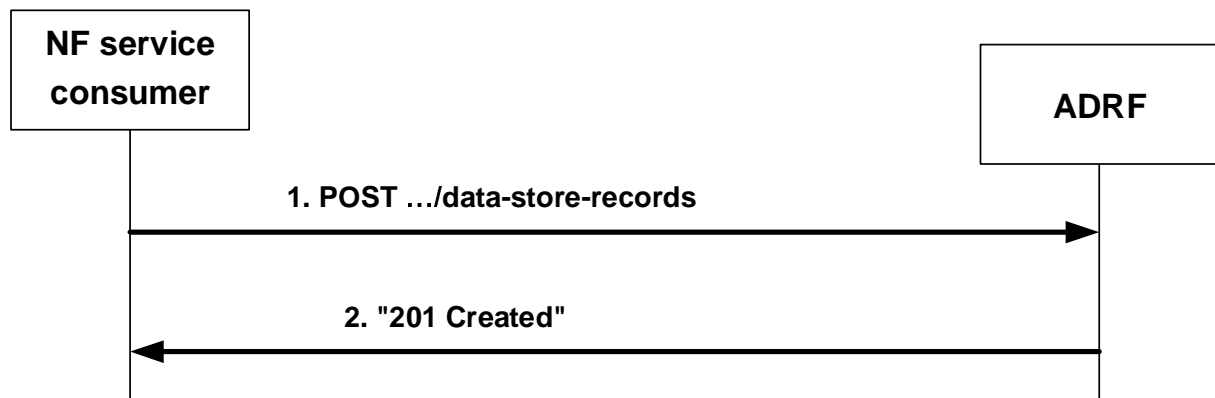 NF service
consumer
ADRF
1. POST …/data-store-records
2. "201 Created"